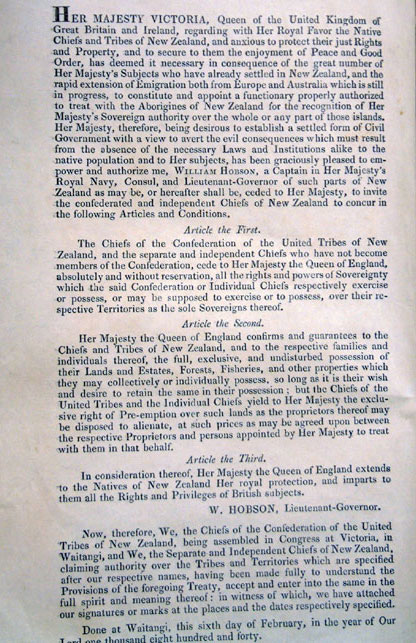 HER MAJESTY VICTORIA, Queen of the United Kingdom of
Great Britain and Ireland, regarding with Her Royal Favor the Native
Chiefs and Tribes of New Zealand, and anxious to protect their just Rights
and Property, and to secure to them the enjoyment of Peace and Good
Order, has deemed it necessary in consequence of the great number of
Her Majesty's Subjects who have already settled in New Zealand, and the
rapid extension of Emigration both from Europe and Australia which is still
in progress, to constitute and appoint a functionary properly authorized
to treat with the Aborigines of New Zealand for the recognition of Her
Majesty's Sovereign authority over the whole or any part of those islands.
Her Majesty, therefore, being desirous to establish a settled form of Civil
Government with a view to avert the evil consequences which must result
from the absence of the necessary Laws and Institutions alike to the
native population and to Her subjects, has been graciously pleased to em-
power and authorize me, WILLIAM HOBSON, a Captain in Her Majesty's
Royal Navy, Consul, and Lieutenant-Governor of such parts of New
Zealand as may be, or hereafter shall be, ceded to Her Majesty, to invite
the confederated and independent Chiefs of New Zealand to concur in
the following Articles and Conditions.
Article the First.
The Chiefs of the Confederation of the United Tribes of New
Zealand, and the separate and independent Chiefs who have not become
members of the Confederation, cede to Her Majesty the Queen of England,
absolutely and without reservation, all the rights and powers of Sovereignty
which the said Confederation or Individual Chiefs respectively exercise
or possess, or may be supposed to exercise or to possess, over their re-
spective Territories as the sole Sovereigns thereof.
Article the Second.
Her Majesty the Queen of England confirms and guarantees to the
Chiefs and Tribes of New Zealand, and to the respective families and
individuals thereof, the full, exclusive, and undisturbed possession of
their Lands and Estates, Forests, Fisheries, and other properties which
they may collectively or individually possess, so long as it is their wish
and desire to retain the same in their possession; but the Chiefs of the
United Tribes and the Individual Chiefs yield to Her Majesty the exclu-
sive right of Pre-emption over such lands as the proprietors thereof may
be disposed to alienate, at such prices as may be agreed upon between
the respective Proprietors and persons appointed by Her Majesty to treat
with them in that behalf.
Article the Third.
In consideration thereof, Her Majesty the Queen of England extends
to the Natives of New Zealand Her royal protection, and imparts to
them all the Rights and Privileges of British subjects.
W. HOBSON, Lieutenant-Governor.
Now, therefore, We, the Chiefs of the Confederation of the United
Tribes of New Zealand, being assembled in Congress at Victoria, in
Waitangi, and We, the Separate and Independent Chiefs of New Zealand,
claiming authority over the Tribes and Territories which are specified
after our respective names, having been made fully to understand the
Provisions of the foregoing Treaty, accept and enter into the same in the
full spirit and meaning thereof: in witness of which, we have attached
our signatures or marks at the places and the dates respectively specified.
Done at Waitangi, this sixth day of February, in the year of Our
Lord one thousand eight hundred and forty.